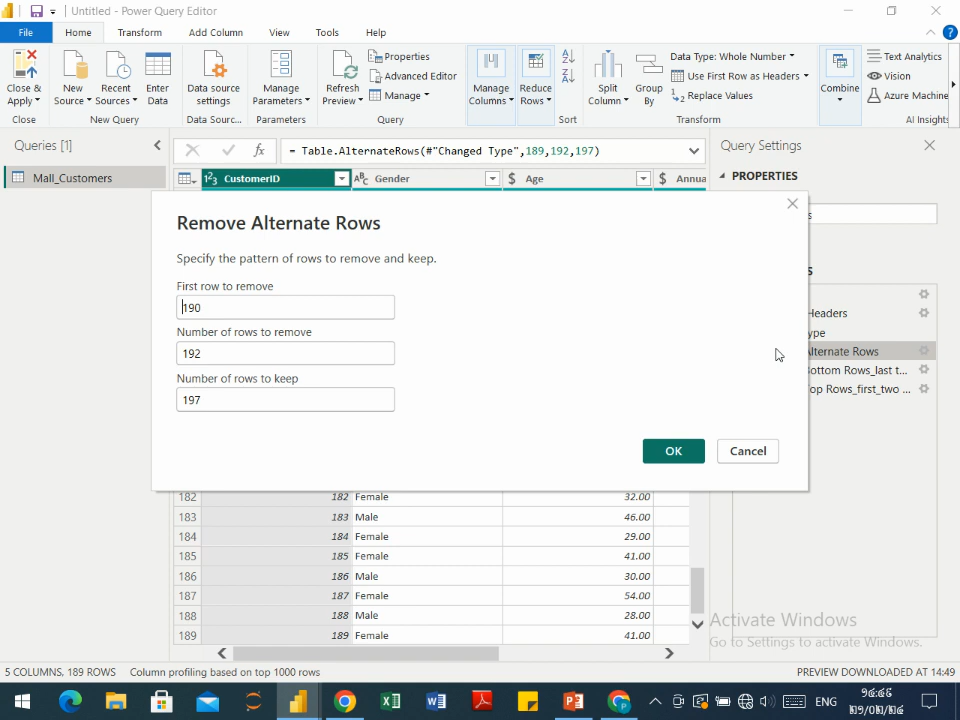 Untitled - Power Query Editor
File Home Transform Add Column View Tools Help
Close & Apply
New Source
Recent Sources
Enter Data
Data source settings
Manage Parameters
Refresh Preview
Properties
Advanced Editor
Manage
Manage Columns
Reduce Rows
Split Column
Group By
Data Type: Whole Number
Use First Row as Headers
Replace Values
Combine
Text Analytics
Vision
Azure Machine
Close New Query Data Sourc... Parameters Query Sort Transform AI Insights
Queries [1]
fx = Table.AlternateRows(#"Changed Type",189,192,197)
Query Settings
Mall_Customers
CustomerID Gender Age Annua
PROPERTIES
Remove Alternate Rows
Specify the pattern of rows to remove and keep.
First row to remove
190
Number of rows to remove
192
Number of rows to keep
197
OK Cancel
s
S
Headers
ype
Alternate Rows
Bottom Rows_last t...
Top Rows_first_two ...
182 182 Female 32.00
183 183 Male 46.00
184 184 Female 29.00
185 185 Female 41.00
186 186 Male 30.00
187 187 Female 54.00
188 188 Male 28.00
189 189 Female 41.00
Activate Windows
Go to Settings to activate Windows.
5 COLUMNS, 189 ROWS Column profiling based on top 1000 rows
PREVIEW DOWNLOADED AT 14:49
ENG